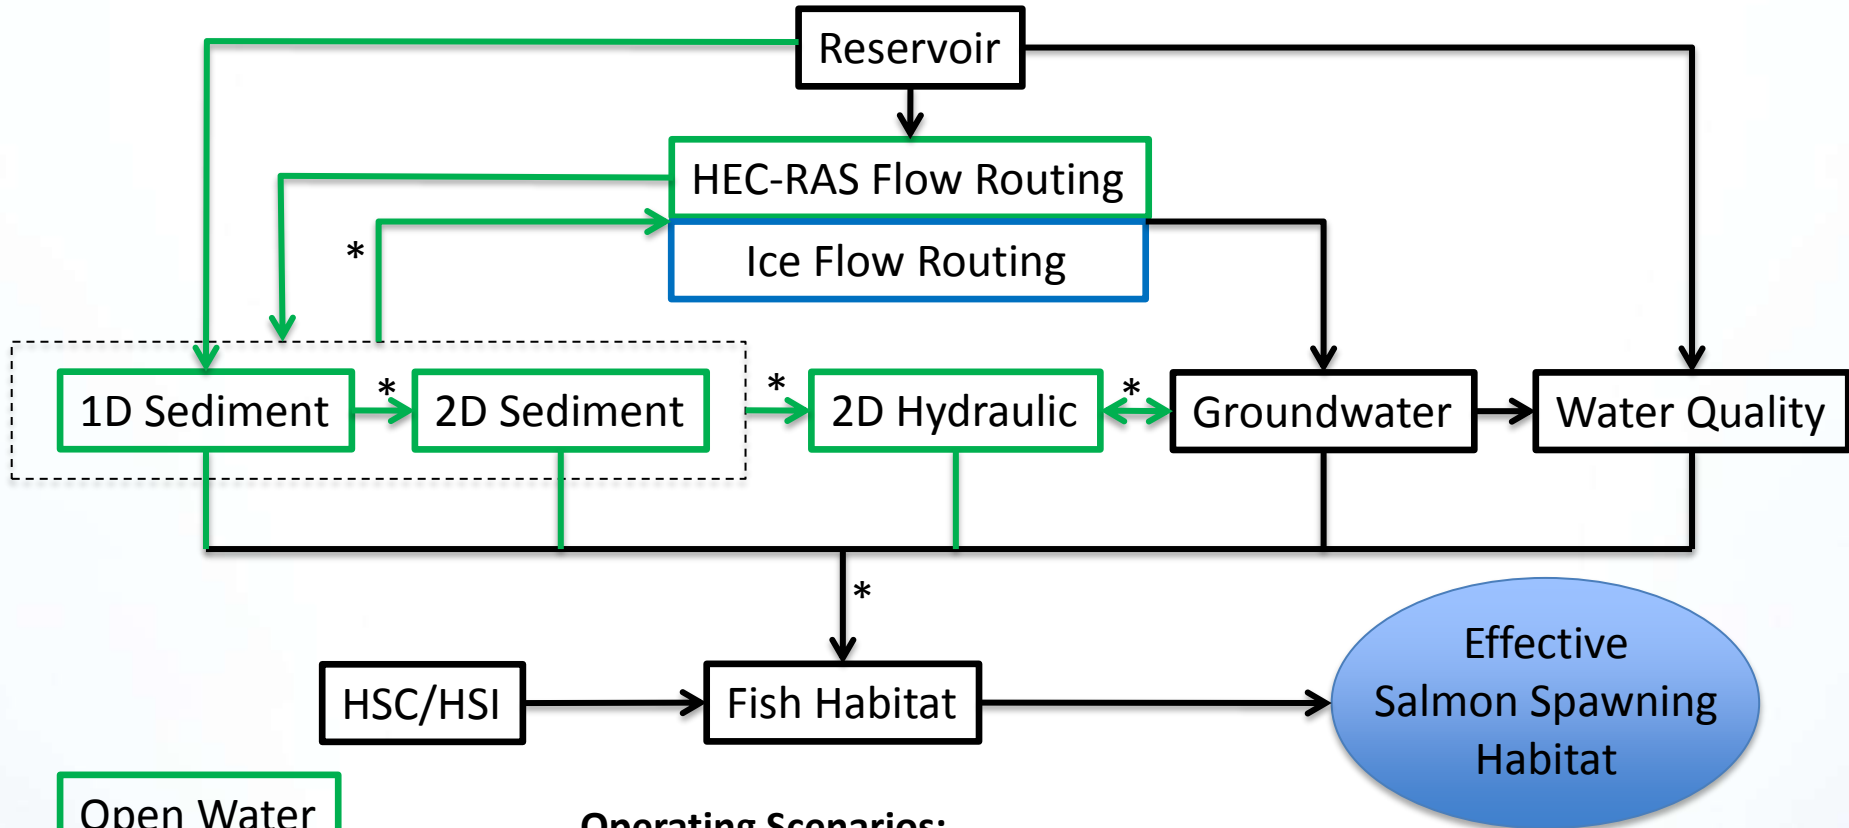 Reservoir
HEC-RAS Flow Routing
*
Ice Flow Routing
1D Sediment
*
2D Sediment
*
2D Hydraulic
*
Groundwater
Water Quality
*
HSC/HSI
Fish Habitat
Effective
Salmon Spawning
Habitat
Open Water
Operating Scenarios: